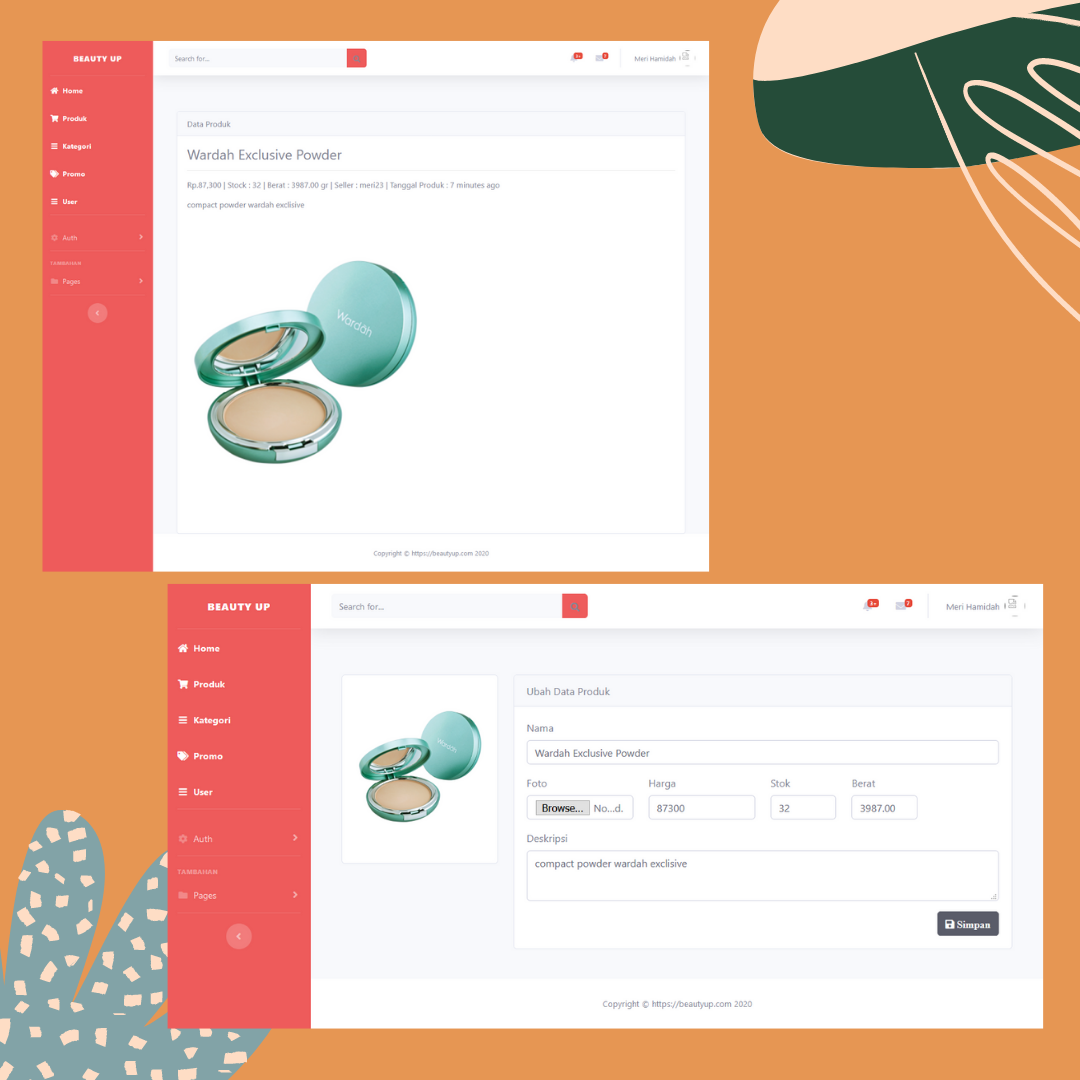 BEAUTY UP
Search for...
3+
7
Meri Hamidah
Home
Produk
Kategori
Promo
User
Auth
TAMBAHAN
Pages
Data Produk
Wardah Exclusive Powder
Rp.87,300 | Stock : 32 | Berat : 3987.00 gr | Seller : meri23 | Tanggal Produk : 7 minutes ago
compact powder wardah exclisive
Wardah
Copyright © https://beautyup.com 2020
BEAUTY UP
Search for...
3+
7
Meri Hamidah
Home
Produk
Kategori
Promo
User
Auth
TAMBAHAN
Pages
Wardah
Ubah Data Produk
Nama
Wardah Exclusive Powder
Foto Harga Stok Berat
Browse... No...d. 87300 32 3987.00
Deskripsi
compact powder wardah exclisive
Simpan
Copyright © https://beautyup.com 2020